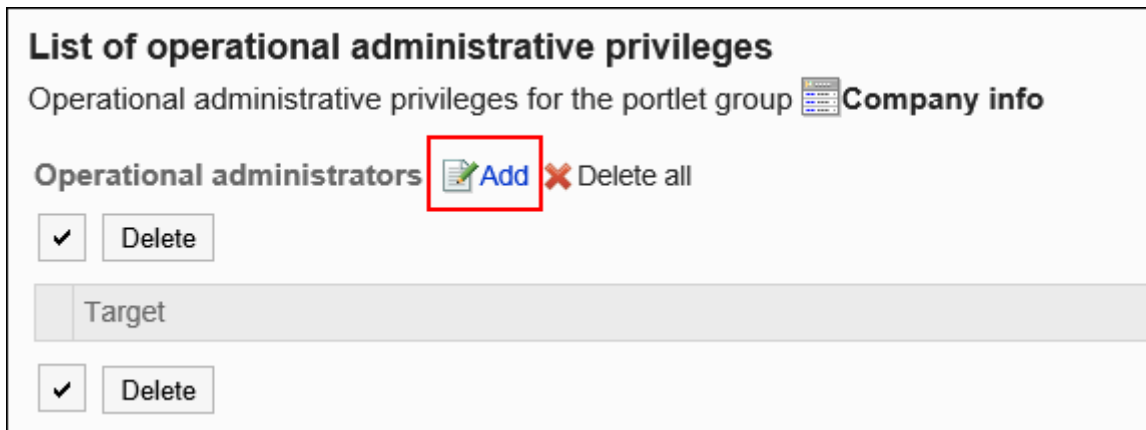 List of operational administrative privileges
Operational administrative privileges for the portlet group Company info
Operational administrators Add Delete all
Delete
Target
Delete